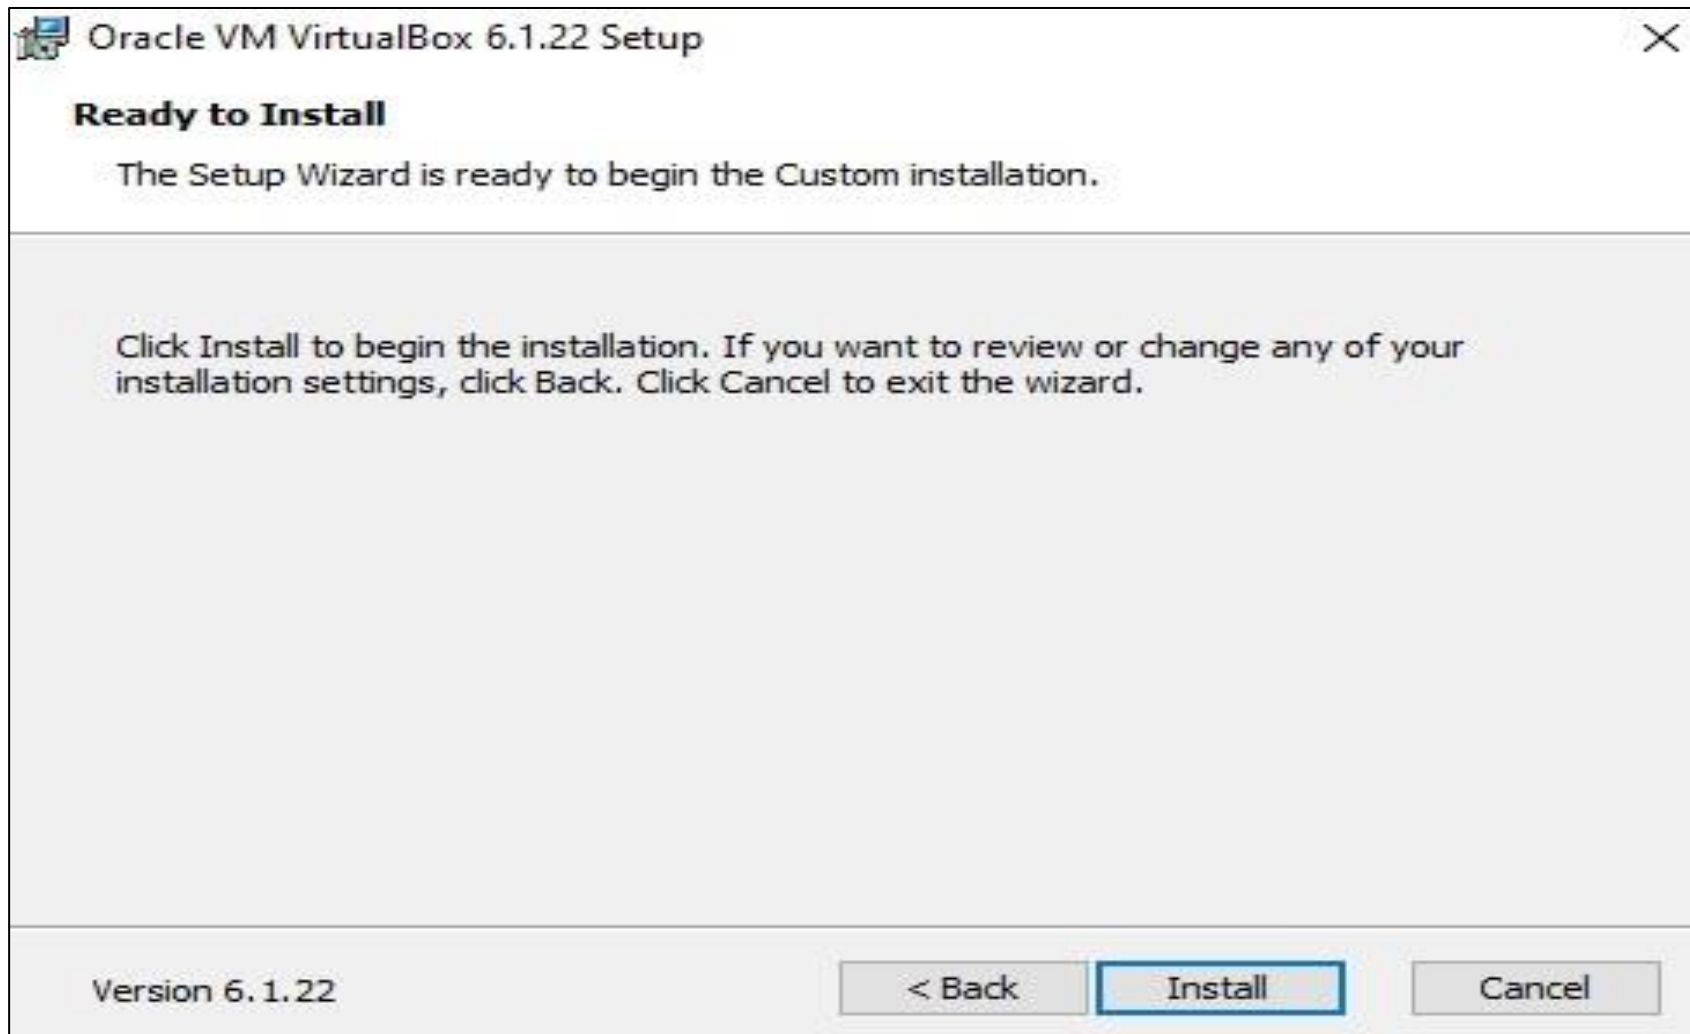 Oracle VM VirtualBox 6.1.22 Setup
Ready to Install
The Setup Wizard is ready to begin the Custom installation.
Click Install to begin the installation. If you want to review or change any of your
installation settings, click Back. Click Cancel to exit the wizard.
Version 6.1.22
< Back
Install
Cancel